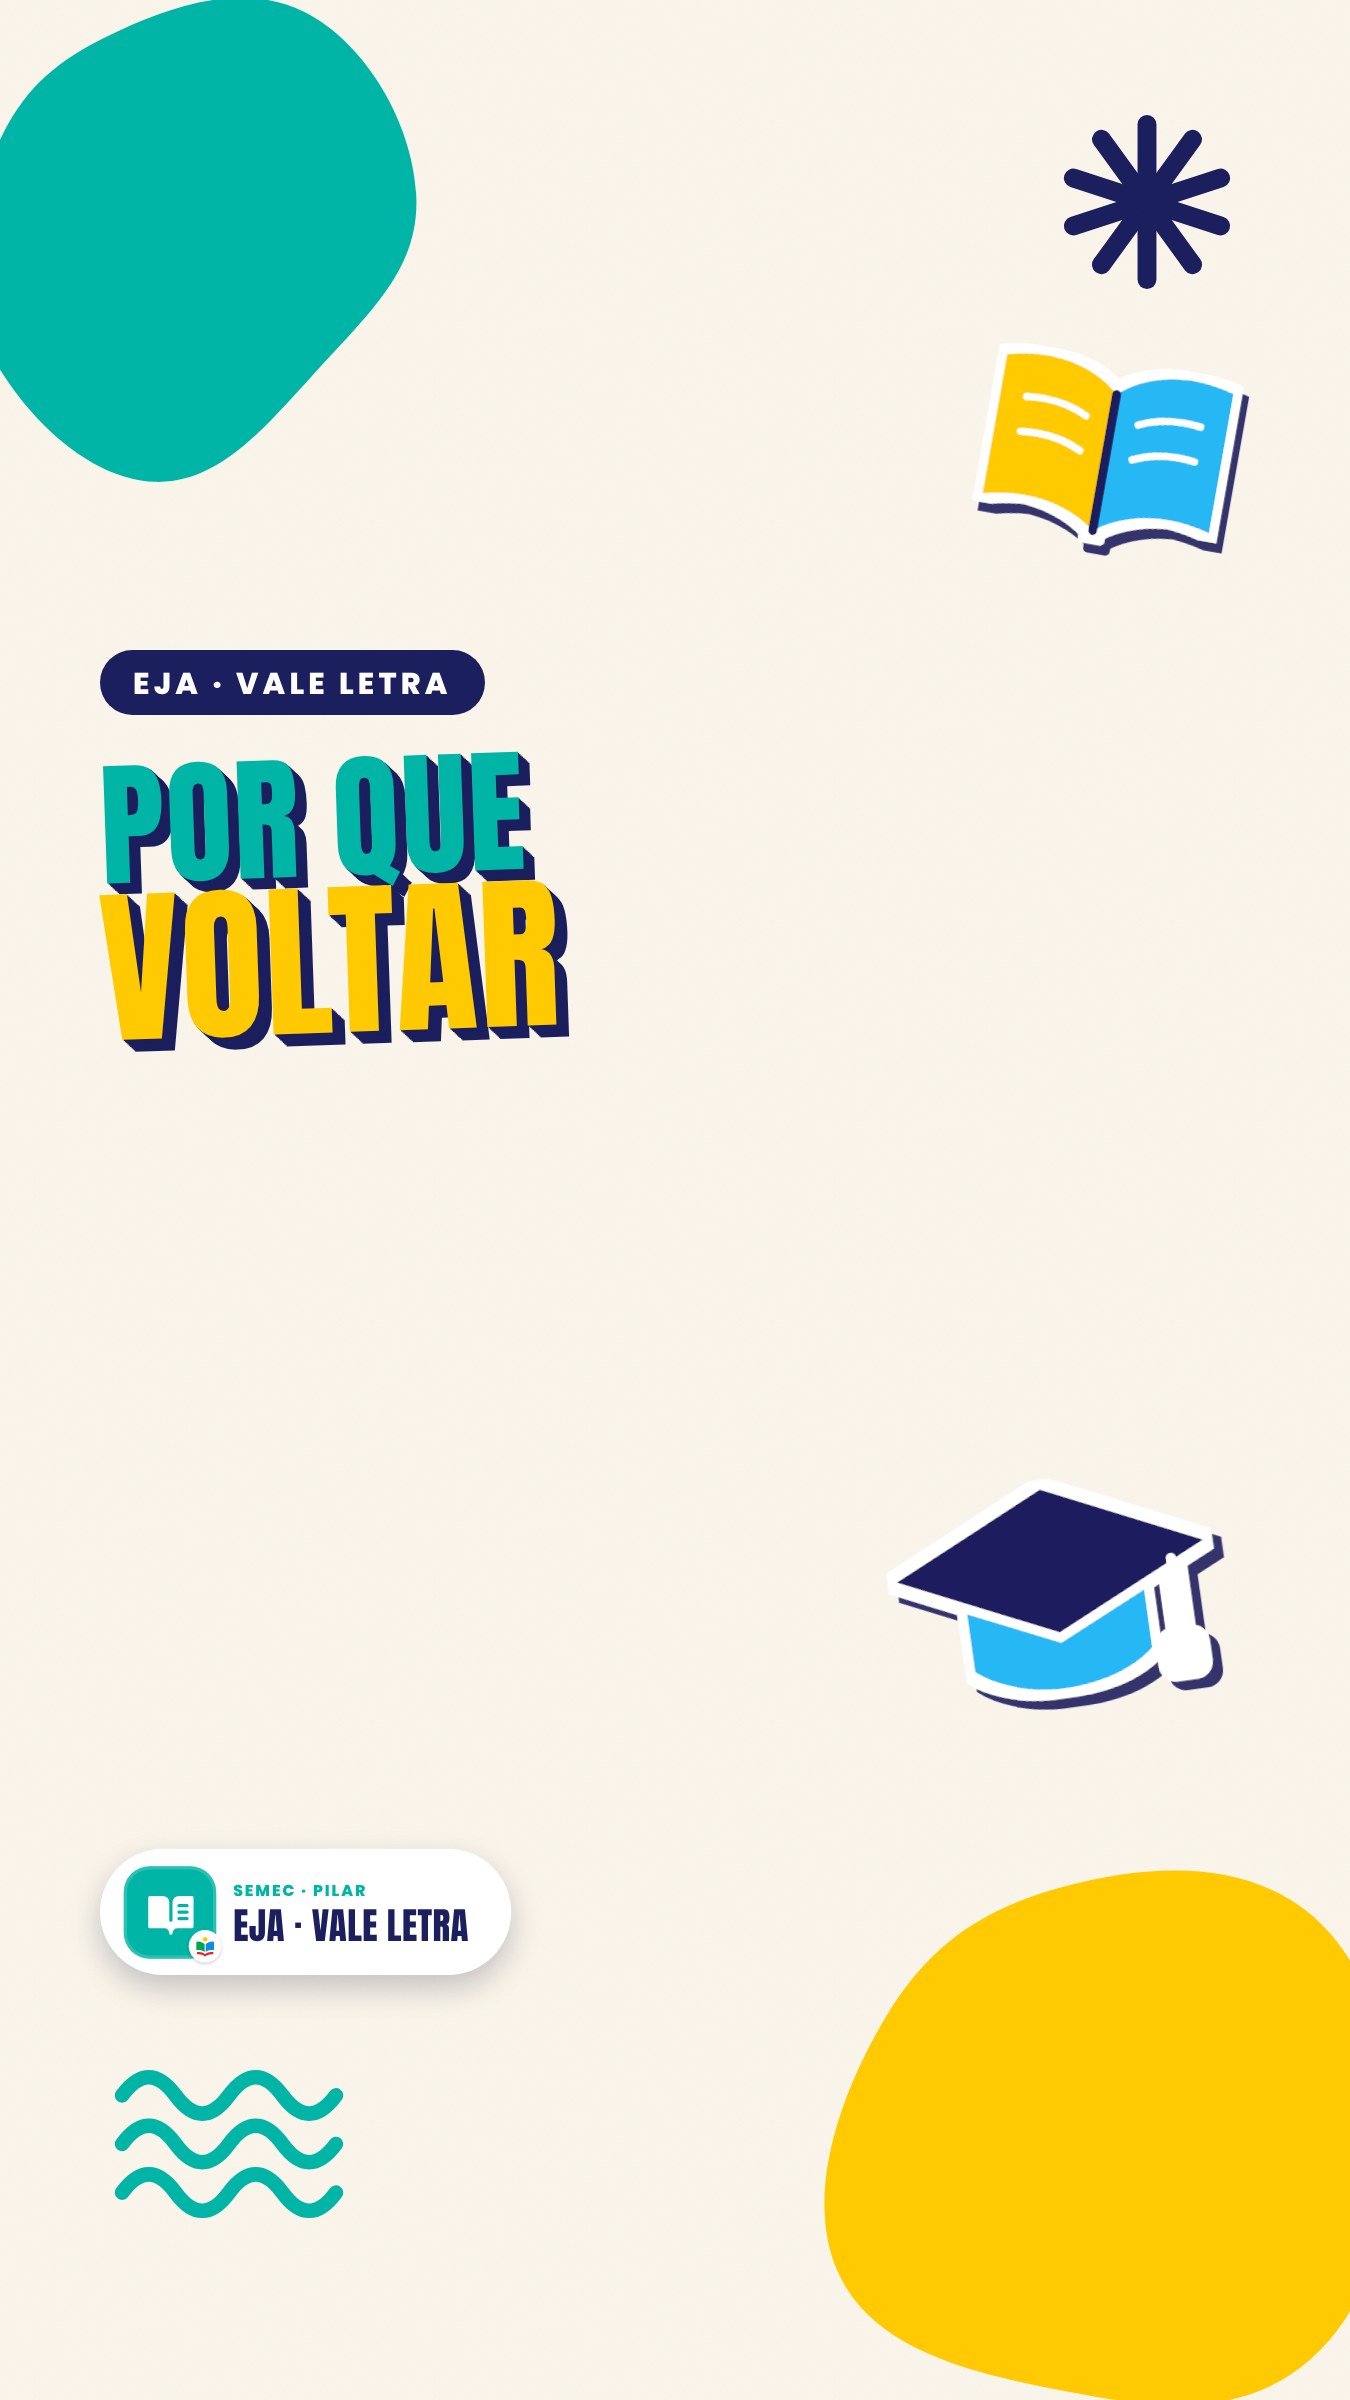 EJA · VALE LETRA
POR QUE
VOLTAR
SEMEC · PILAR
EJA · VALE LETRA